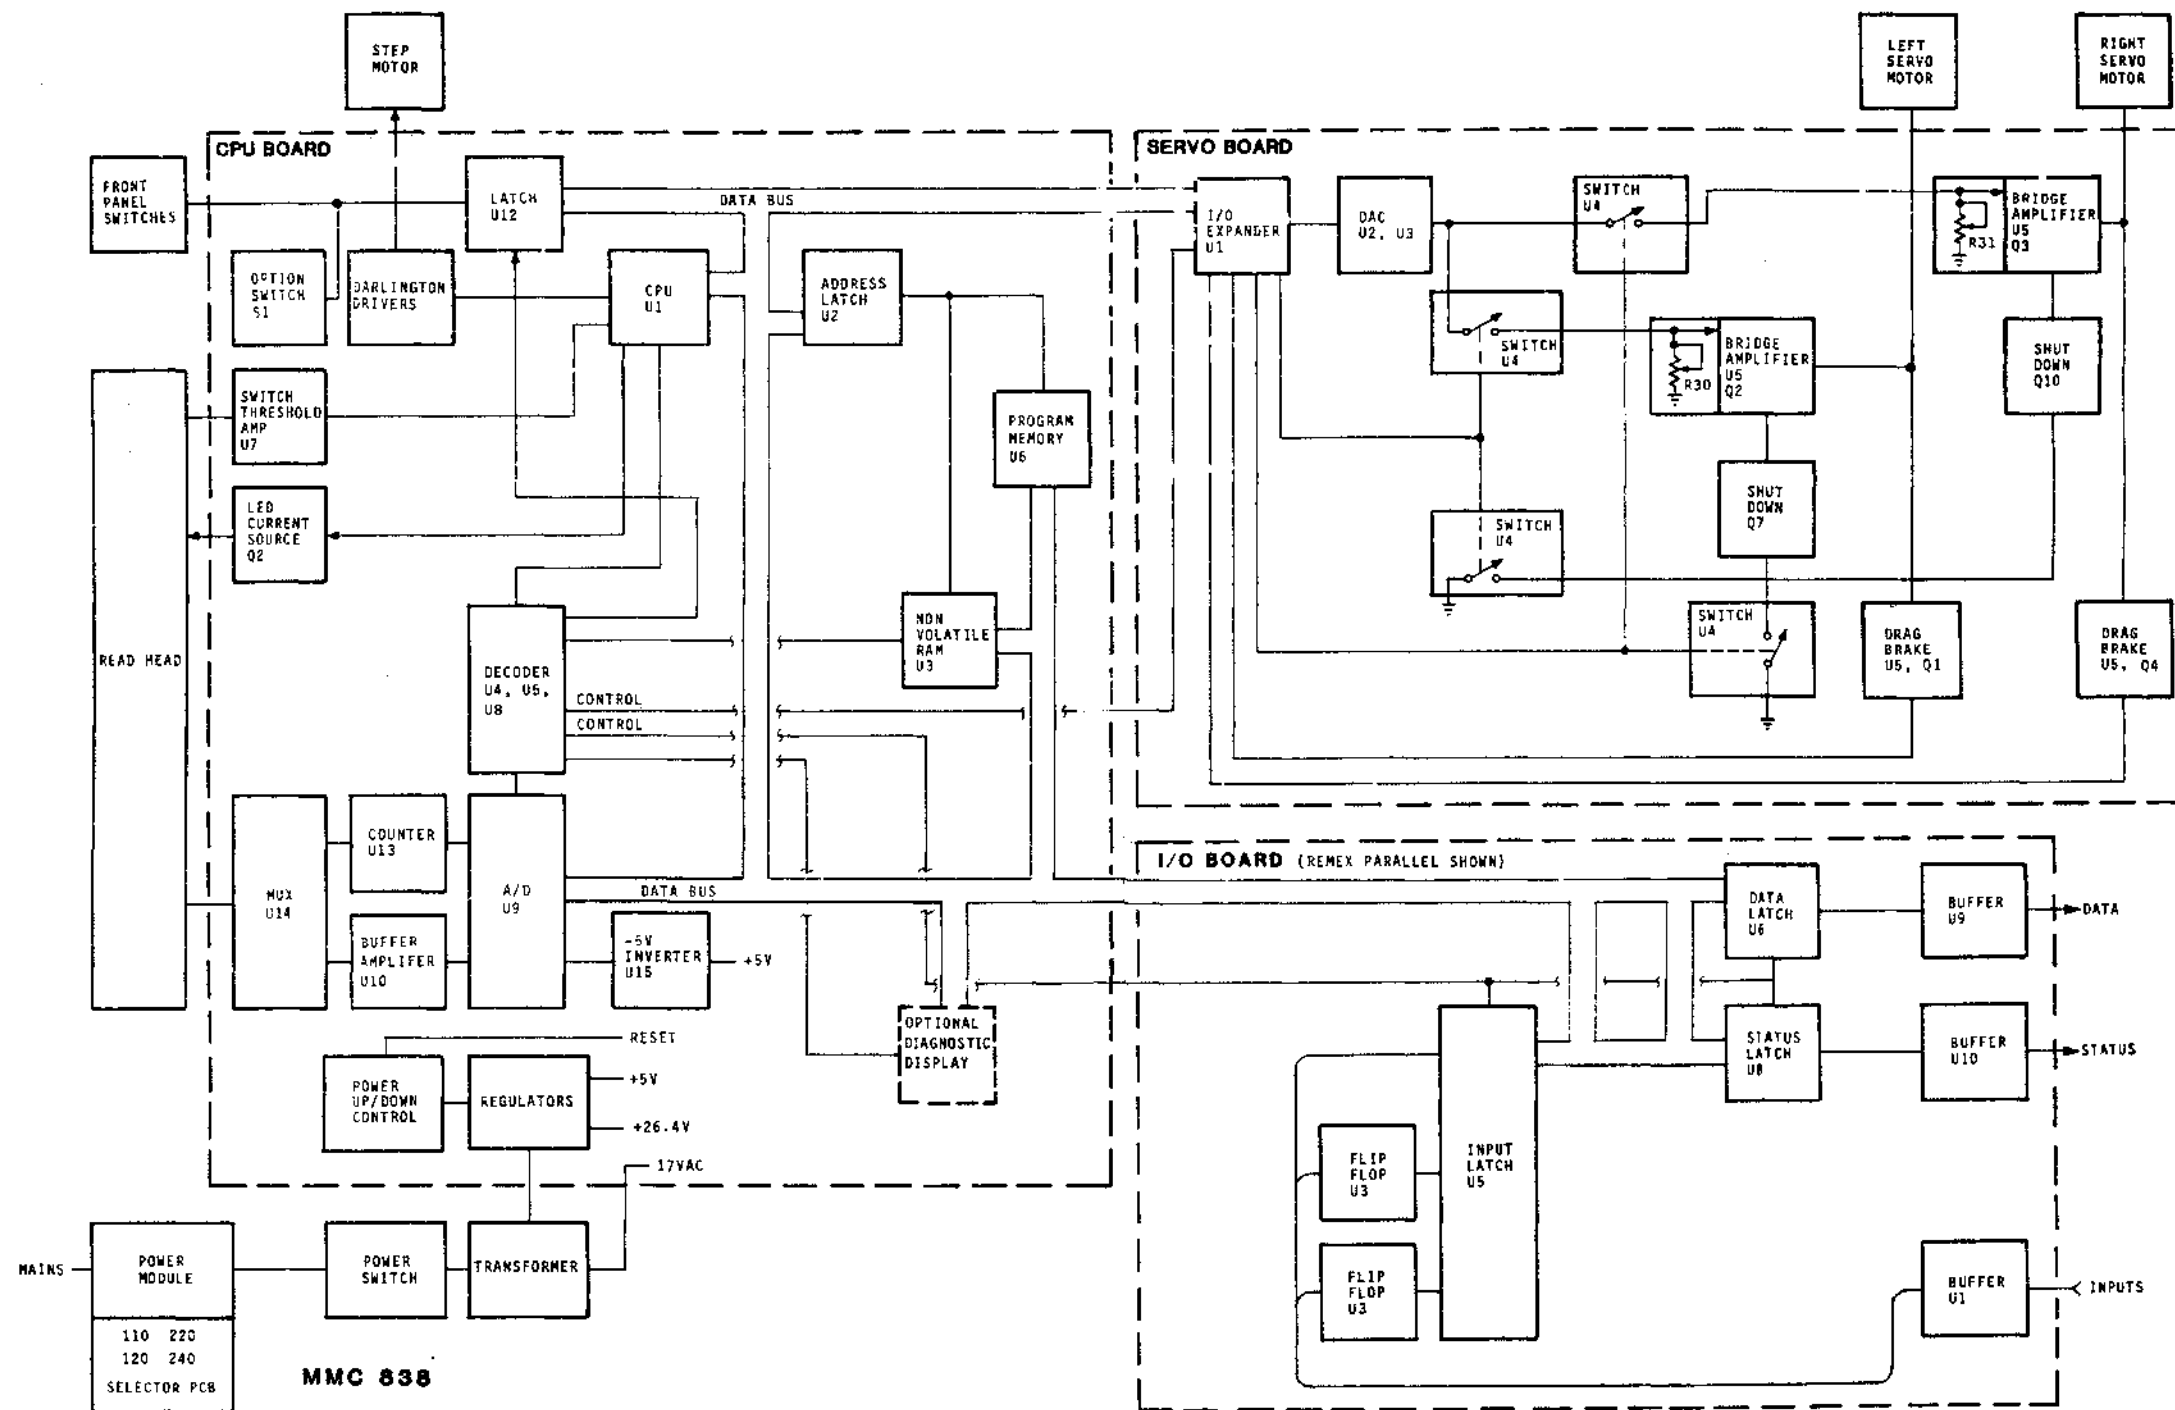 STEP
MOTOR
LEFT
SERVO
MOTOR
RIGHT
SERVO
MOTOR
CPU BOARD
FRONT
PANEL
SWITCHES
LATCH
U12
DATA BUS
OPTION
SWITCH
S1
DARLINGTON
DRIVERS
CPU
U1
ADDRESS
LATCH
U2
SWITCH
THRESHOLD
AMP
U7
PROGRAM
MEMORY
U6
LED
CURRENT
SOURCE
Q2
READ HEAD
DECODER
U4, U5,
U8
NON
VOLATILE
RAM
U3
CONTROL
CONTROL
MUX
U14
COUNTER
U13
A/D
U9
DATA BUS
BUFFER
AMPLIFER
U10
-5V
INVERTER
U15
+5V
OPTIONAL
DIAGNOSTIC
DISPLAY
RESET
POWER
UP/DOWN
CONTROL
REGULATORS
+5V
+26.4V
17VAC
MAINS
POWER
MODULE
POWER
SWITCH
TRANSFORMER
110 220
120 240
SELECTOR PCB
MMC 838
SERVO BOARD
I/O
EXPANDER
U1
DAC
U2, U3
SWITCH
U4
R31
BRIDGE
AMPLIFIER
U5
Q3
SWITCH
U4
R30
BRIDGE
AMPLIFIER
U5
Q2
SHUT
DOWN
Q10
SHUT
DOWN
Q7
SWITCH
U4
SWITCH
U4
DRAG
BRAKE
U5, Q1
DRAG
BRAKE
U5, Q4
I/O BOARD (REMEX PARALLEL SHOWN)
DATA
LATCH
U6
BUFFER
U9
DATA
STATUS
LATCH
U8
BUFFER
U10
STATUS
INPUT
LATCH
U5
FLIP
FLOP
U3
FLIP
FLOP
U3
BUFFER
U1
INPUTS